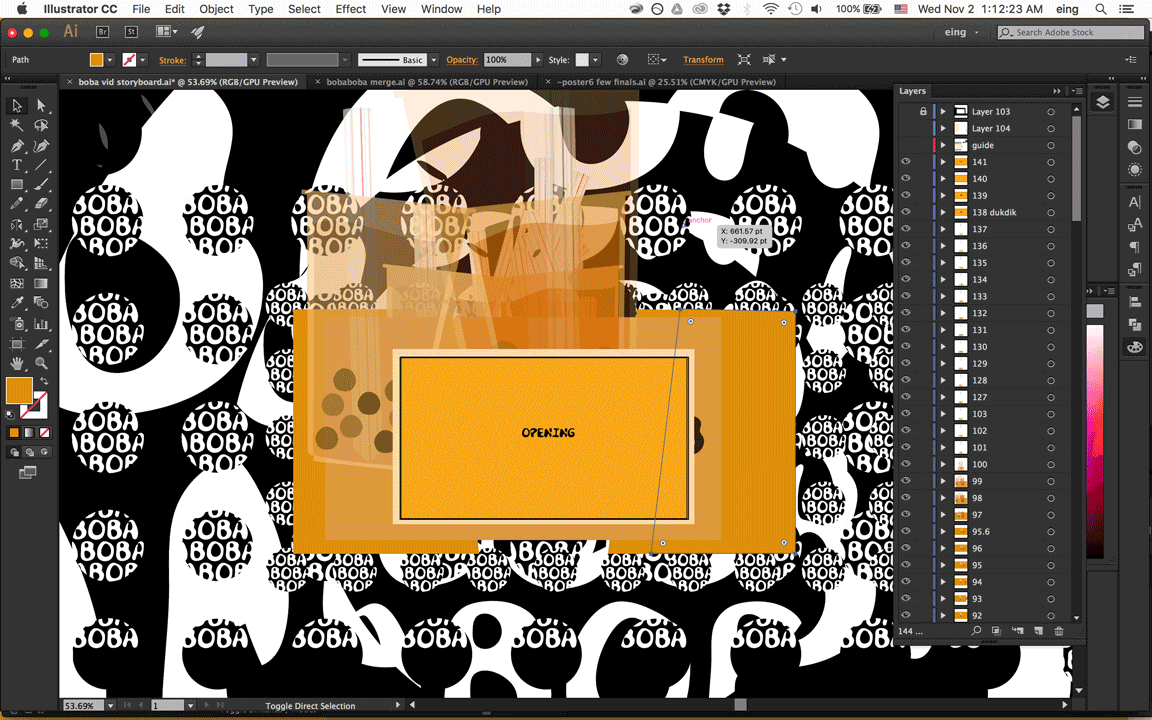 Illustrator CC File Edit Object Type Select Effect View Window Help 100% Wed Nov 2 1:12:23 AM eing
Ai Br St eing Search Adobe Stock
Path Stroke: Basic Opacity: 100% Style: Transform
× boba vid storyboard.ai* @ 53.69% (RGB/GPU Preview) × bobaboba merge.ai @ 58.74% (RGB/GPU Preview) × ~poster6 few finals.ai @ 25.51% (CMYK/GPU Preview)
Layers
Layer 103
Layer 104
guide
141
140
139
138 dukdik
137
136
135
134
133
132
131
130
129
128
127
103
102
101
100
99
98
97
95.6
96
95
94
93
92
144 ...
anchor
X: 661.57 pt
Y: -309.92 pt
BOBA
BOBA
OPENING
53.69% 1 Toggle Direct Selection